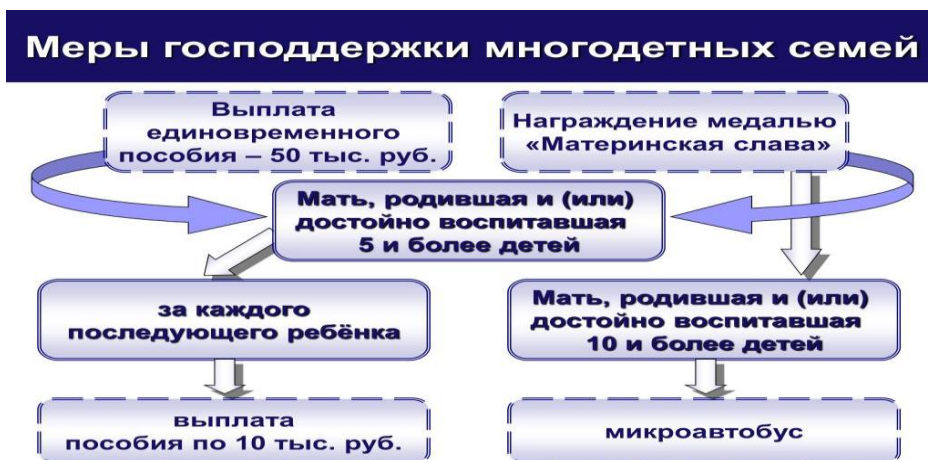 Меры господдержки многодетных семей
Выплата
единовременного
пособия – 50 тыс. руб.
Награждение медалью
«Материнская слава»
Мать, родившая и (или)
достойно воспитавшая
5 и более детей
за каждого
последующего ребёнка
Мать, родившая и (или)
достойно воспитавшая
10 и более детей
выплата
пособия по 10 тыс. руб.
микроавтобус